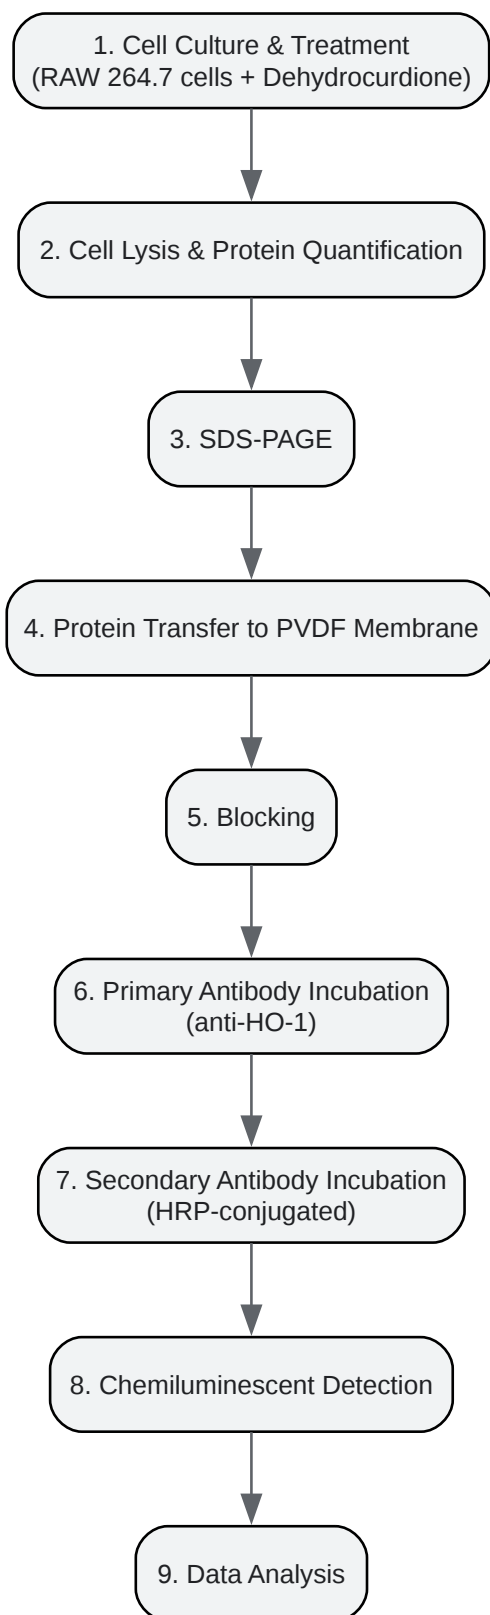 1. Cell Culture & Treatment
(RAW 264.7 cells + Dehydrocurdione)
2. Cell Lysis & Protein Quantification
3. SDS-PAGE
4. Protein Transfer to PVDF Membrane
5. Blocking
6. Primary Antibody Incubation
(anti-HO-1)
7. Secondary Antibody Incubation
(HRP-conjugated)
8. Chemiluminescent Detection
9. Data Analysis